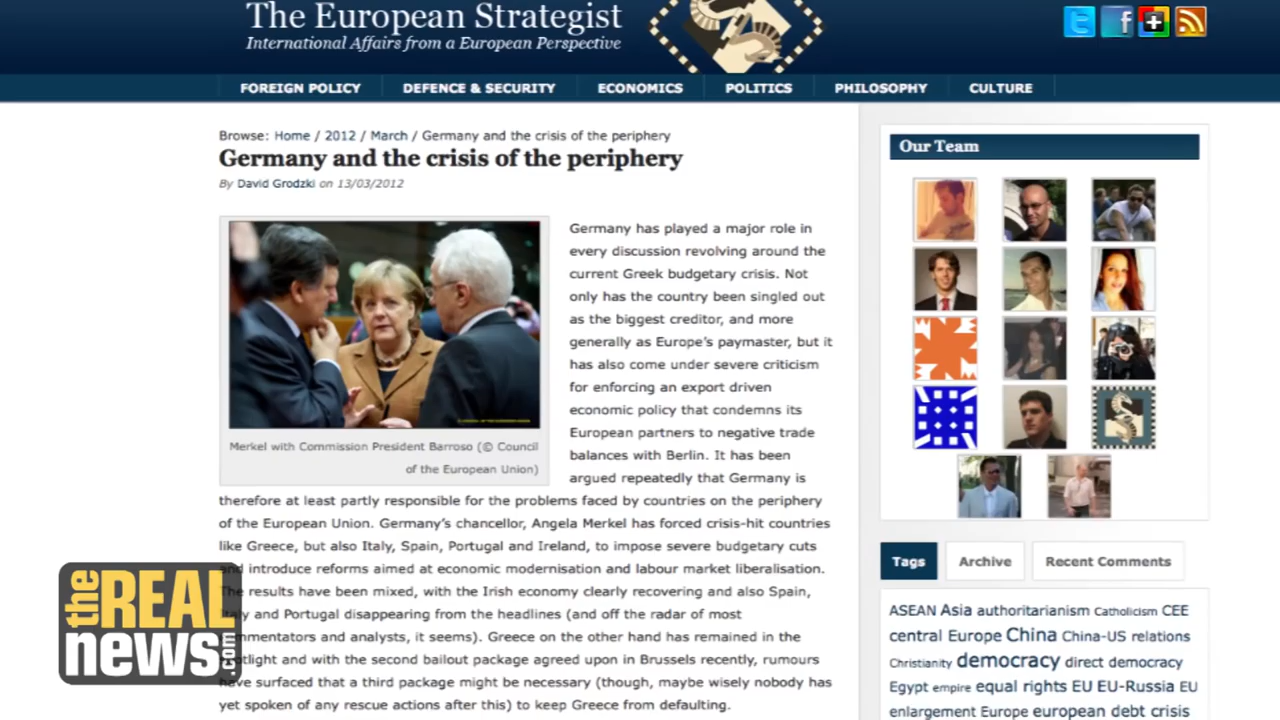 The European Strategist
International Affairs from a European Perspective
FOREIGN POLICY
DEFENCE & SECURITY
ECONOMICS
POLITICS
PHILOSOPHY
CULTURE
Browse: Home / 2012 / March / Germany and the crisis of the periphery
Germany and the crisis of the periphery
By David Grodzki on 13/03/2012
Merkel with Commission President Barroso (© Council
of the European Union)
Germany has played a major role in
every discussion revolving around the
current Greek budgetary crisis. Not
only has the country been singled out
as the biggest creditor, and more
generally as Europe's paymaster, but it
has also come under severe criticism
for enforcing an export driven
economic policy that condemns its
European partners to negative trade
balances with Berlin. It has been
argued repeatedly that Germany is
therefore at least partly responsible for the problems faced by countries on the periphery
of the European Union. Germany's chancellor, Angela Merkel has forced crisis-hit countries
like Greece, but also Italy, Spain, Portugal and Ireland, to impose severe budgetary cuts
and introduce reforms aimed at economic modernisation and labour market liberalisation.
The results have been mixed, with the Irish economy clearly recovering and also Spain,
Italy and Portugal disappearing from the headlines (and off the radar of most
commentators and analysts, it seems). Greece on the other hand has remained in the
spotlight and with the second bailout package agreed upon in Brussels recently, rumours
have surfaced that a third package might be necessary (though, maybe wisely nobody has
yet spoken of any rescue actions after this) to keep Greece from defaulting.
Our Team
Tags
Archive
Recent Comments
ASEAN Asia authoritarianism Catholicism CEE
central Europe China China-US relations
Christianity democracy direct democracy
Egypt empire equal rights EU EU-Russia EU
enlargement Europe european debt crisis
the REAL
news.com